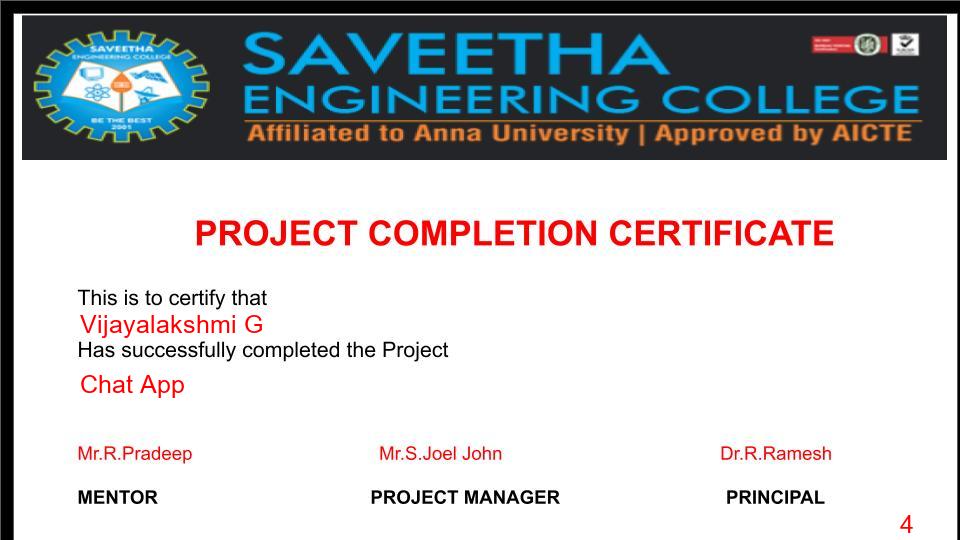 SAVEETHA
ENGINEERING COLLEGE
BE THE BEST
2001
SAVEETHA
ENGINEERING COLLEGE
Affiliated to Anna University | Approved by AICTE
PROJECT COMPLETION CERTIFICATE
This is to certify that
Vijayalakshmi G
Has successfully completed the Project
Chat App
Mr.R.Pradeep Mr.S.Joel John Dr.R.Ramesh
MENTOR PROJECT MANAGER PRINCIPAL
4